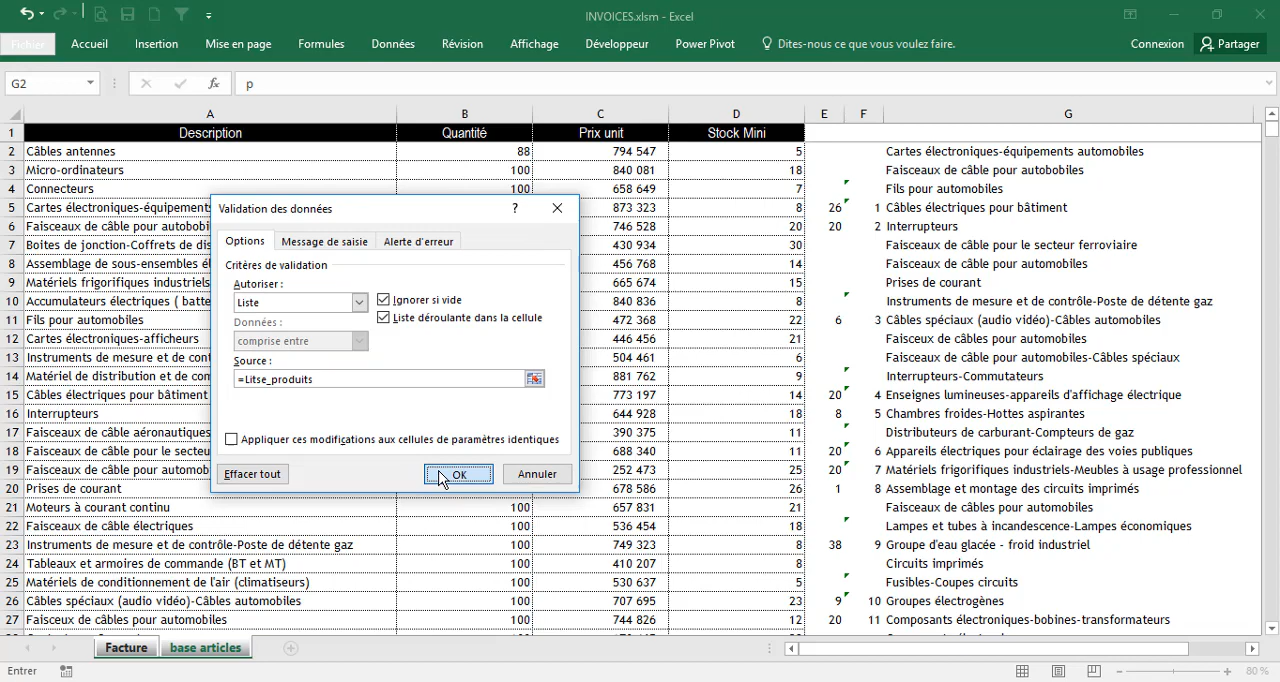 INVOICES.xlsm - Excel
Fichier Accueil Insertion Mise en page Formules Données Révision Affichage Développeur Power Pivot Dites-nous ce que vous voulez faire. Connexion Partager
G2 fx p
A B C D E F G
1 Description Quantité Prix unit Stock Mini
2 Câbles antennes 88 794 547 5 Cartes électroniques-équipements automobiles
3 Micro-ordinateurs 100 840 081 18 Faisceaux de câble pour autobobiles
4 Connecteurs 100 658 649 7 Fils pour automobiles
5 Cartes électroniques-équipements 873 323 8 26 1 Câbles électriques pour bâtiment
6 Faisceaux de câble pour autobobi 746 528 20 20 2 Interrupteurs
7 Boites de jonction-Coffrets de dis 430 934 30 Faisceaux de câble pour le secteur ferroviaire
8 Assemblage de sous-ensembles él 456 768 14 Faisceaux de câble pour automobiles
9 Matériels frigorifiques industriels 665 674 15 Prises de courant
10 Accumulateurs électriques ( batte 840 836 8 Instruments de mesure et de contrôle-Poste de détente gaz
11 Fils pour automobiles 472 368 22 6 3 Câbles spéciaux (audio vidéo)-Câbles automobiles
12 Cartes électroniques-afficheurs 446 456 21 Faisceux de câbles pour automobiles
13 Instruments de mesure et de cont 504 461 6 Faisceaux de câble pour automobiles-Câbles spéciaux
14 Matériel de distribution et de con 881 762 9 Interrupteurs-Commutateurs
15 Câbles électriques pour bâtiment 773 197 14 20 4 Enseignes lumineuses-appareils d'affichage électrique
16 Interrupteurs 644 928 18 8 5 Chambres froides-Hottes aspirantes
17 Faisceaux de câble aéronautiques 390 375 11 Distributeurs de carburant-Compteurs de gaz
18 Faisceaux de câble pour le secteu 688 340 11 20 6 Appareils électriques pour éclairage des voies publiques
19 Faisceaux de câble pour automob 252 473 25 20 7 Matériels frigorifiques industriels-Meubles à usage professionnel
20 Prises de courant 678 586 26 1 8 Assemblage et montage des circuits imprimés
21 Moteurs à courant continu 100 657 831 21 Faisceaux de câbles pour automobiles
22 Faisceaux de câble électriques 100 536 454 18 Lampes et tubes à incandescence-Lampes économiques
23 Instruments de mesure et de contrôle-Poste de détente gaz 100 749 323 8 38 9 Groupe d'eau glacée - froid industriel
24 Tableaux et armoires de commande (BT et MT) 100 410 207 8 Circuits imprimés
25 Matériels de conditionnement de l'air (climatiseurs) 100 530 637 5 Fusibles-Coupes circuits
26 Câbles spéciaux (audio vidéo)-Câbles automobiles 100 707 695 23 9 10 Groupes électrogènes
27 Faisceux de câbles pour automobiles 100 744 826 12 20 11 Composants électroniques-bobines-transformateurs
Validation des données ?
Options Message de saisie Alerte d'erreur
Critères de validation
Autoriser :
Liste Ignorer si vide
Données : Liste déroulante dans la cellule
comprise entre
Source :
=Litse_produits
Appliquer ces modifications aux cellules de paramètres identiques
Effacer tout OK Annuler
Facture base articles
Entrer 80 %